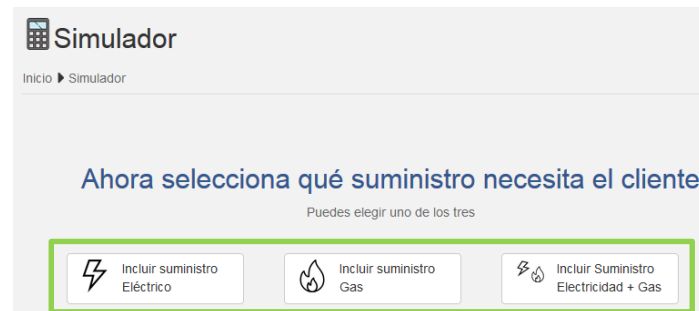 Simulador
Inicio Simulador
Ahora selecciona qué suministro necesita el cliente
Puedes elegir uno de los tres
Incluir suministro
Eléctrico
Incluir suministro
Gas
Incluir Suministro
Electricidad + Gas